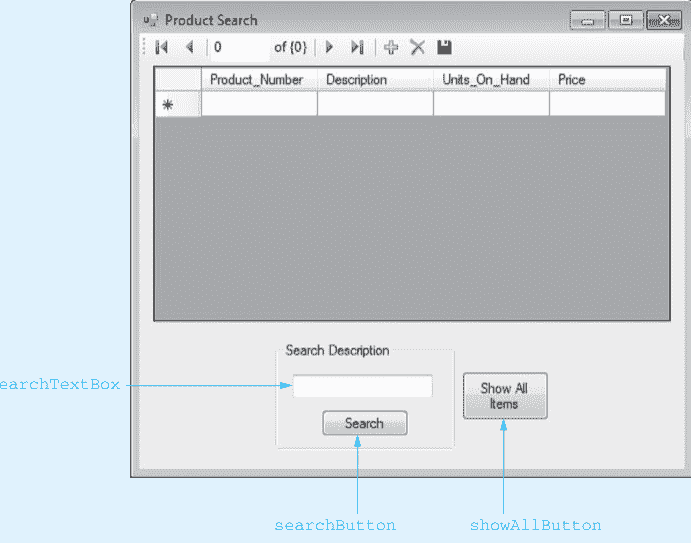 Product Search
0 of {0}
Product_Number Description Units_On_Hand Price
Search Description
earchTextBox
Show All
Items
Search
searchButton showAllButton